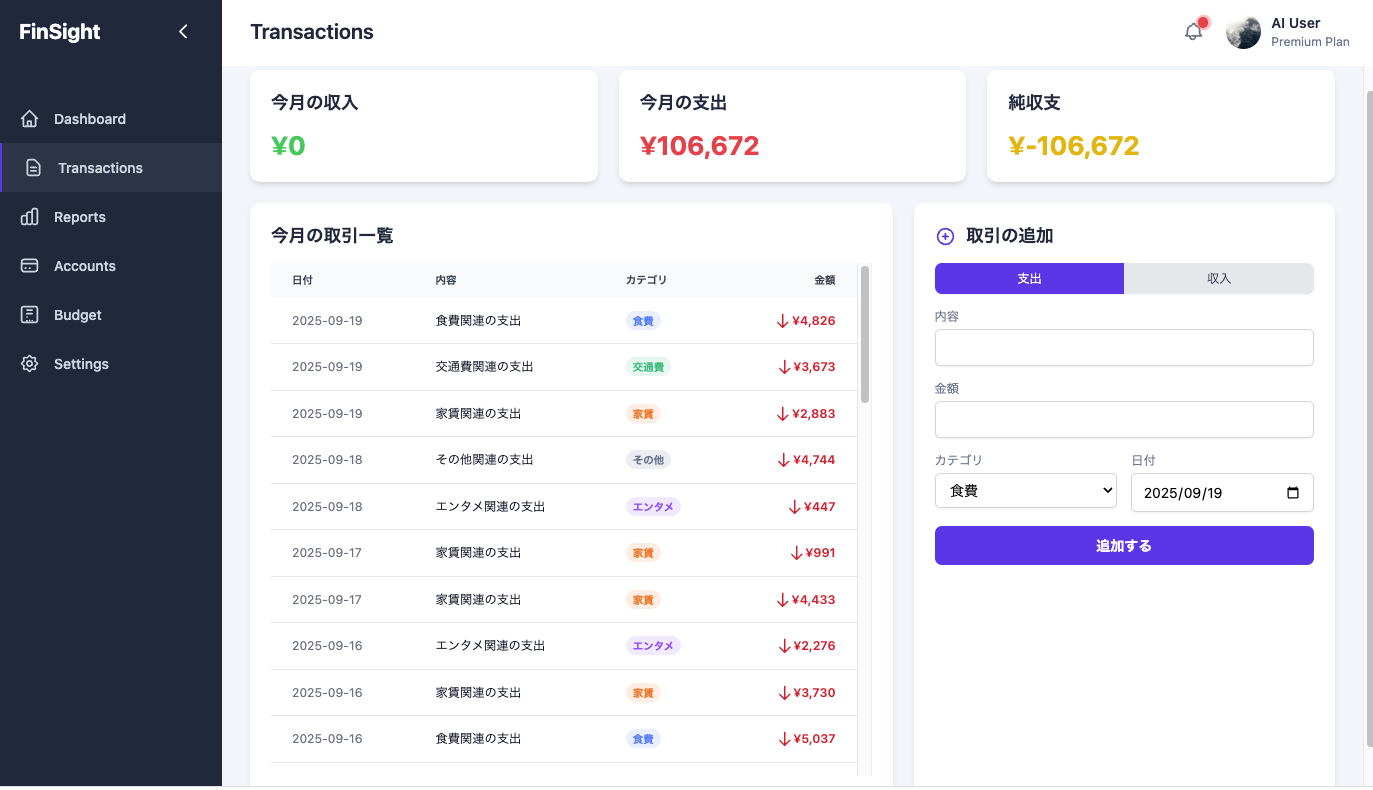 FinSight
Dashboard
Transactions
Reports
Accounts
Budget
Settings
Transactions
AI User
Premium Plan
今月の収入
¥0
今月の支出
¥106,672
純収支
¥-106,672
今月の取引一覧
日付 内容 カテゴリ 金額
2025-09-19 食費関連の支出 食費 ↓¥4,826
2025-09-19 交通費関連の支出 交通費 ↓¥3,673
2025-09-19 家賃関連の支出 家賃 ↓¥2,883
2025-09-18 その他関連の支出 その他 ↓¥4,744
2025-09-18 エンタメ関連の支出 エンタメ ↓¥447
2025-09-17 家賃関連の支出 家賃 ↓¥991
2025-09-17 家賃関連の支出 家賃 ↓¥4,433
2025-09-16 エンタメ関連の支出 エンタメ ↓¥2,276
2025-09-16 家賃関連の支出 家賃 ↓¥3,730
2025-09-16 食費関連の支出 食費 ↓¥5,037
取引の追加
支出 収入
内容
金額
カテゴリ 日付
食費 2025/09/19
追加する